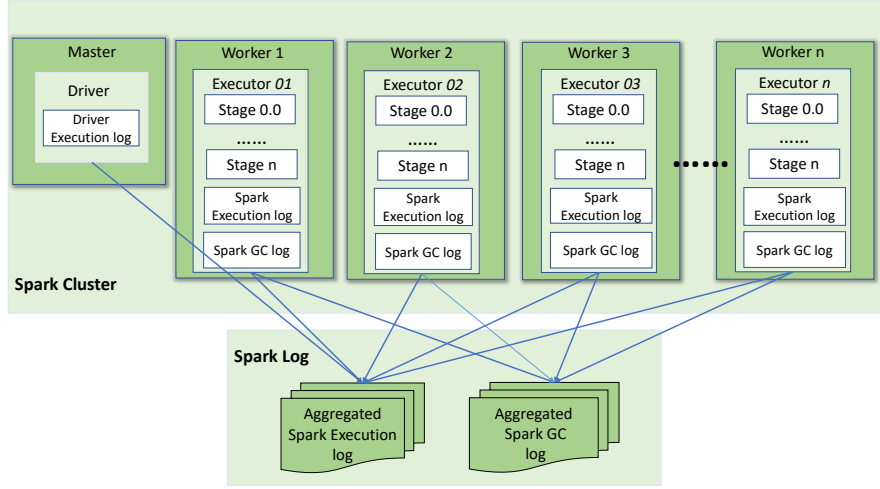 Master
Driver
Driver
Execution log
Worker 1
Executor 01
Stage 0.0
......
Stage n
Spark
Execution log
Spark GC log
Worker 2
Executor 02
Stage 0.0
......
Stage n
Spark
Execution log
Spark GC log
Worker 3
Executor 03
Stage 0.0
......
Stage n
Spark
Execution log
Spark GC log
......
Worker n
Executor n
Stage 0.0
......
Stage n
Spark
Execution log
Spark GC log
Spark Cluster
Spark Log
Aggregated
Spark Execution
log
Aggregated
Spark GC
log